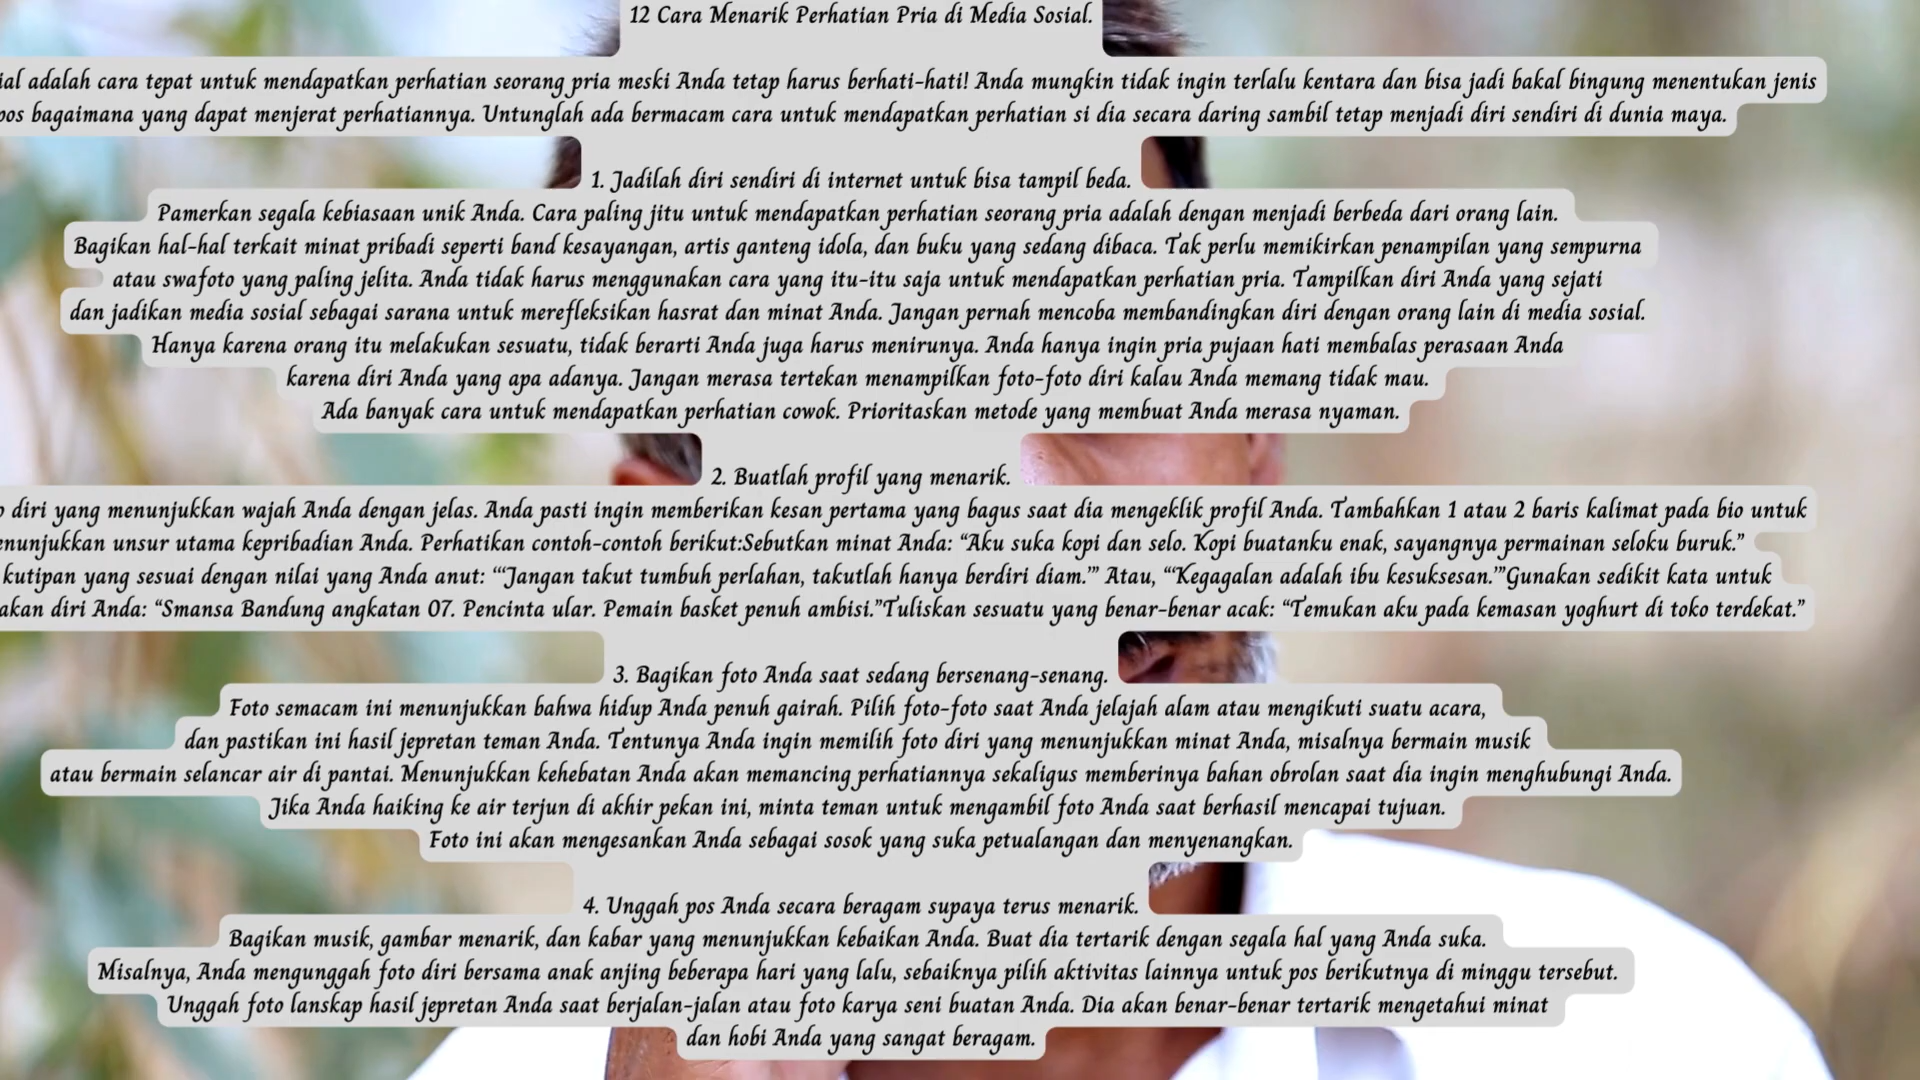 12 Cara Menarik Perhatian Pria di Media Sosial.
adalah cara tepat untuk mendapatkan perhatian seorang pria meski Anda tetap harus berhati-hati! Anda mungkin tidak ingin terlalu kentara dan bisa jadi bakal bingung menentukan jenis
bagaimana yang dapat menjerat perhatiannya. Untunglah ada bermacam cara untuk mendapatkan perhatian si dia secara daring sambil tetap menjadi diri sendiri di dunia maya.
1. Jadilah diri sendiri di internet untuk bisa tampil beda.
Pamerkan segala kebiasaan unik Anda. Cara paling jitu untuk mendapatkan perhatian seorang pria adalah dengan menjadi berbeda dari orang lain.
Bagikan hal-hal terkait minat pribadi seperti band kesayangan, artis ganteng idola, dan buku yang sedang dibaca. Tak perlu memikirkan penampilan yang sempurna
atau swafoto yang paling jelita. Anda tidak harus menggunakan cara yang itu-itu saja untuk mendapatkan perhatian pria. Tampilkan diri Anda yang sejati
dan jadikan media sosial sebagai sarana untuk merefleksikan hasrat dan minat Anda. Jangan pernah mencoba membandingkan diri dengan orang lain di media sosial.
Hanya karena orang itu melakukan sesuatu, tidak berarti Anda juga harus menirunya. Anda hanya ingin pria pujaan hati membalas perasaan Anda
karena diri Anda yang apa adanya. Jangan merasa tertekan menampilkan foto-foto diri kalau Anda memang tidak mau.
Ada banyak cara untuk mendapatkan perhatian cowok. Prioritaskan metode yang membuat Anda merasa nyaman.
2. Buatlah profil yang menarik.
diri yang menunjukkan wajah Anda dengan jelas. Anda pasti ingin memberikan kesan pertama yang bagus saat dia mengeklik profil Anda. Tambahkan 1 atau 2 baris kalimat pada bio untuk
unsur utama kepribadian Anda. Perhatikan contoh-contoh berikut:Sebutkan minat Anda: “Aku suka kopi dan selo. Kopi buatanku enak, sayangnya permainan seloku buruk.”
kutipan yang sesuai dengan nilai yang Anda anut: “‘Jangan takut tumbuh perlahan, takutlah hanya berdiri diam.’” Atau, “‘Kegagalan adalah ibu kesuksesan.’”Gunakan sedikit kata untuk
diri Anda: “Smansa Bandung angkatan 07. Pencinta ular. Pemain basket penuh ambisi.”Tuliskan sesuatu yang benar-benar acak: “Temukan aku pada kemasan yoghurt di toko terdekat.”
3. Bagikan foto Anda saat sedang bersenang-senang.
Foto semacam ini menunjukkan bahwa hidup Anda penuh gairah. Pilih foto-foto saat Anda jelajah alam atau mengikuti suatu acara,
dan pastikan ini hasil jepretan teman Anda. Tentunya Anda ingin memilih foto diri yang menunjukkan minat Anda, misalnya bermain musik
atau bermain selancar air di pantai. Menunjukkan kehebatan Anda akan memancing perhatiannya sekaligus memberinya bahan obrolan saat dia ingin menghubungi Anda.
Jika Anda haiking ke air terjun di akhir pekan ini, minta teman untuk mengambil foto Anda saat berhasil mencapai tujuan.
Foto ini akan mengesankan Anda sebagai sosok yang suka petualangan dan menyenangkan.
4. Unggah pos Anda secara beragam supaya terus menarik.
Bagikan musik, gambar menarik, dan kabar yang menunjukkan kebaikan Anda. Buat dia tertarik dengan segala hal yang Anda suka.
Misalnya, Anda mengunggah foto diri bersama anak anjing beberapa hari yang lalu, sebaiknya pilih aktivitas lainnya untuk pos berikutnya di minggu tersebut.
Unggah foto lanskap hasil jepretan Anda saat berjalan-jalan atau foto karya seni buatan Anda. Dia akan benar-benar tertarik mengetahui minat
dan hobi Anda yang sangat beragam.